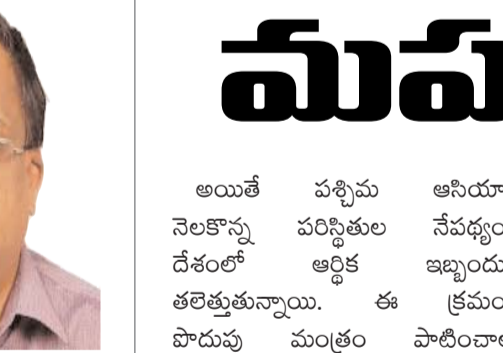 మహ
అయితే పశ్చిమ ఆసియా
నెలకొన్న పరిస్థితుల నేపథ్యం
దేశంలో ఆర్థిక ఇబ్బందు
తలెత్తుతున్నాయి. ఈ క్రమం
పొదుపు మంత్రం పాటించా